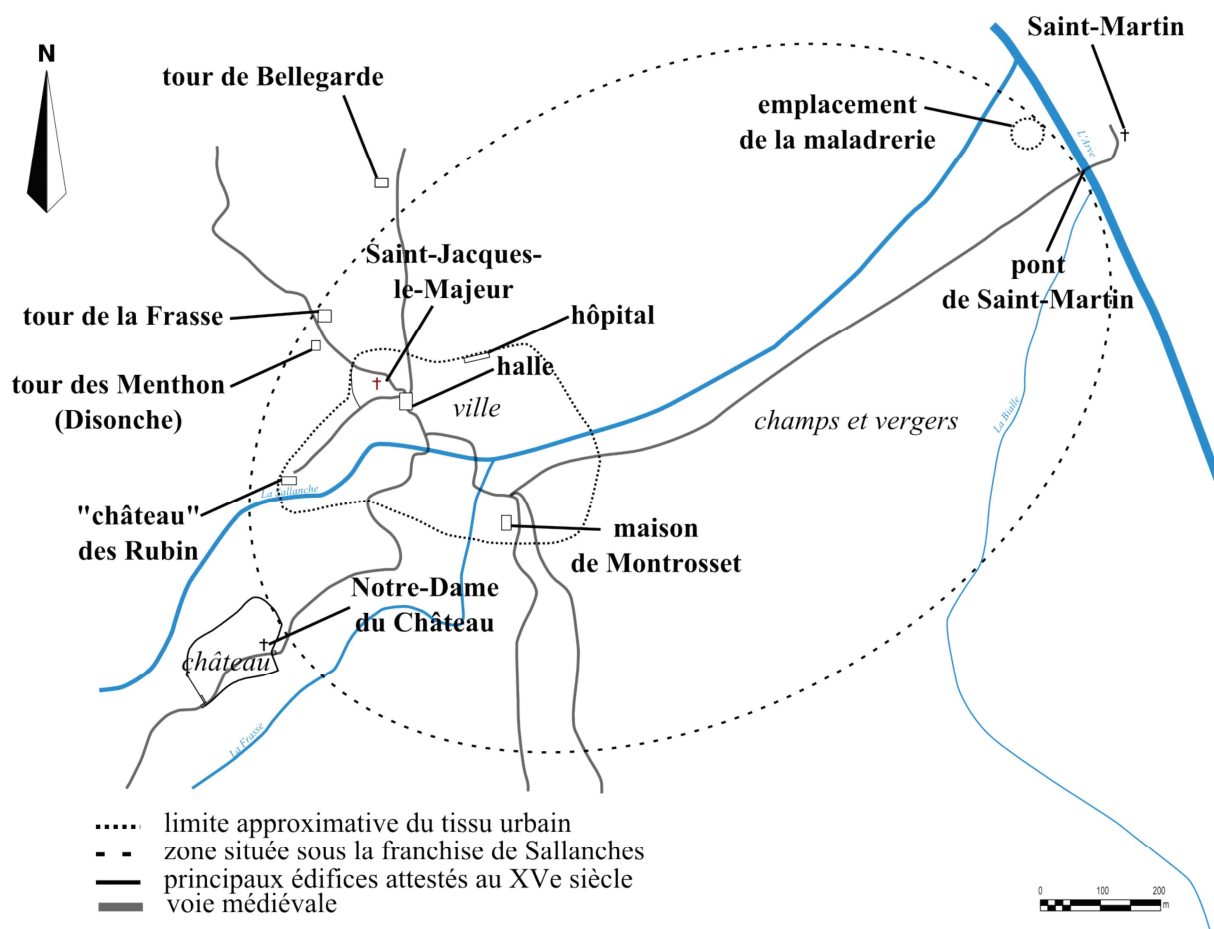 Saint-Martin
N
tour de Bellegarde
emplacement
de la maladrerie
L'Arve
Saint-Jacques-
le-Majeur
pont
de Saint-Martin
tour de la Frasse
hôpital
halle
tour des Menthon
(Disonche)
ville
champs et vergers
La Bialle
La Sallanche
"château"
des Rubin
maison
de Montrosset
Notre-Dame
du Château
château
La Frasse
limite approximative du tissu urbain
zone située sous la franchise de Sallanches
principaux édifices attestés au XVe siècle
voie médiévale
0 100 200
m